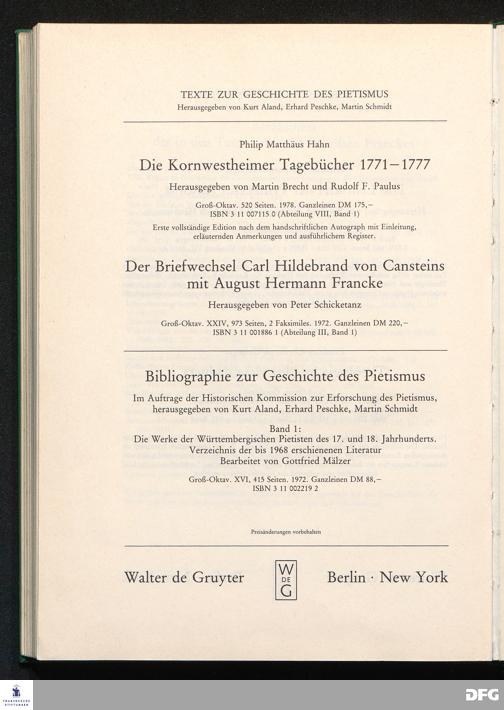 TEXTE ZUR GESCHICHTE DES PIETISMUS
Herausgegeben von Kurt Aland, Erhard Peschke, Martin Schmidt
Philip Matthäus Hahn
Die Kornwestheimer Tagebücher 1771–1777
Herausgegeben von Martin Brecht und Rudolf F. Paulus
Groß-Oktav. 520 Seiten. 1978. Ganzleinen DM 175,–
ISBN 3 11 007115 0 (Abteilung VIII, Band 1)
Erste vollständige Edition nach dem handschriftlichen Autograph mit Einleitung,
erläuternden Anmerkungen und ausführlichem Register.
Der Briefwechsel Carl Hildebrand von Cansteins
mit August Hermann Francke
Herausgegeben von Peter Schicketanz
Groß-Oktav. XXIV, 973 Seiten, 2 Faksimiles. 1972. Ganzleinen DM 220,–
ISBN 3 11 001886 1 (Abteilung III, Band 1)
Bibliographie zur Geschichte des Pietismus
Im Auftrage der Historischen Kommission zur Erforschung des Pietismus,
herausgegeben von Kurt Aland, Erhard Peschke, Martin Schmidt
Band 1:
Die Werke der Württembergischen Pietisten des 17. und 18. Jahrhunderts.
Verzeichnis der bis 1968 erschienenen Literatur
Bearbeitet von Gottfried Mälzer
Groß-Oktav. XVI, 415 Seiten. 1972. Ganzleinen DM 88,–
ISBN 3 11 002219 2
Preisänderungen vorbehalten
Walter de Gruyter
W
DE
G
Berlin · New York
FRANCKESCHE
STIFTUNGEN
DFG